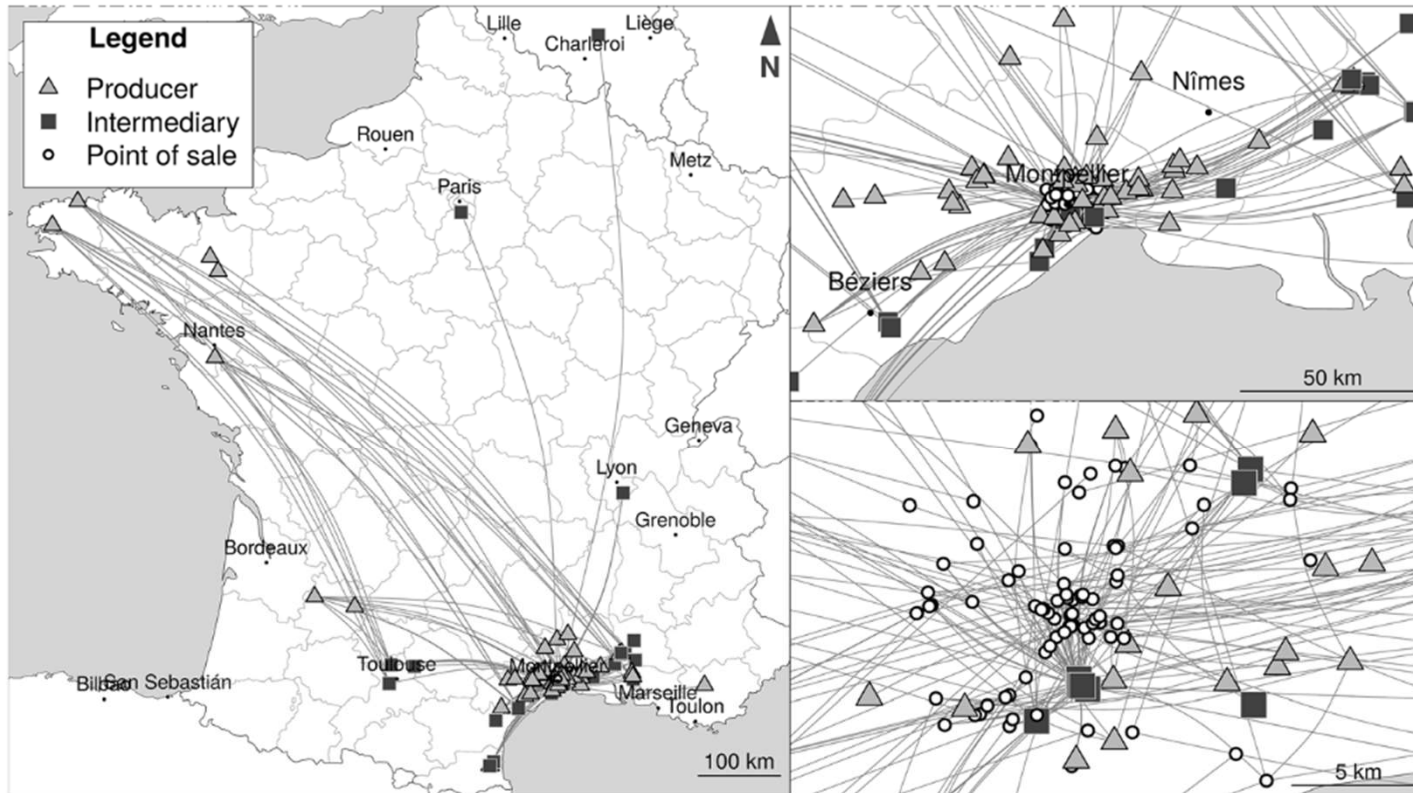 Legend
Producer
Intermediary
Point of sale
Lille
Liège
Charleroi
N
Rouen
Metz
Paris
Nantes
Geneva
Lyon
Grenoble
Bordeaux
Toulouse
Montpellier
Bilbao
San Sebastián
Marseille
Toulon
100 km
Nîmes
Montpellier
Béziers
50 km
5 km